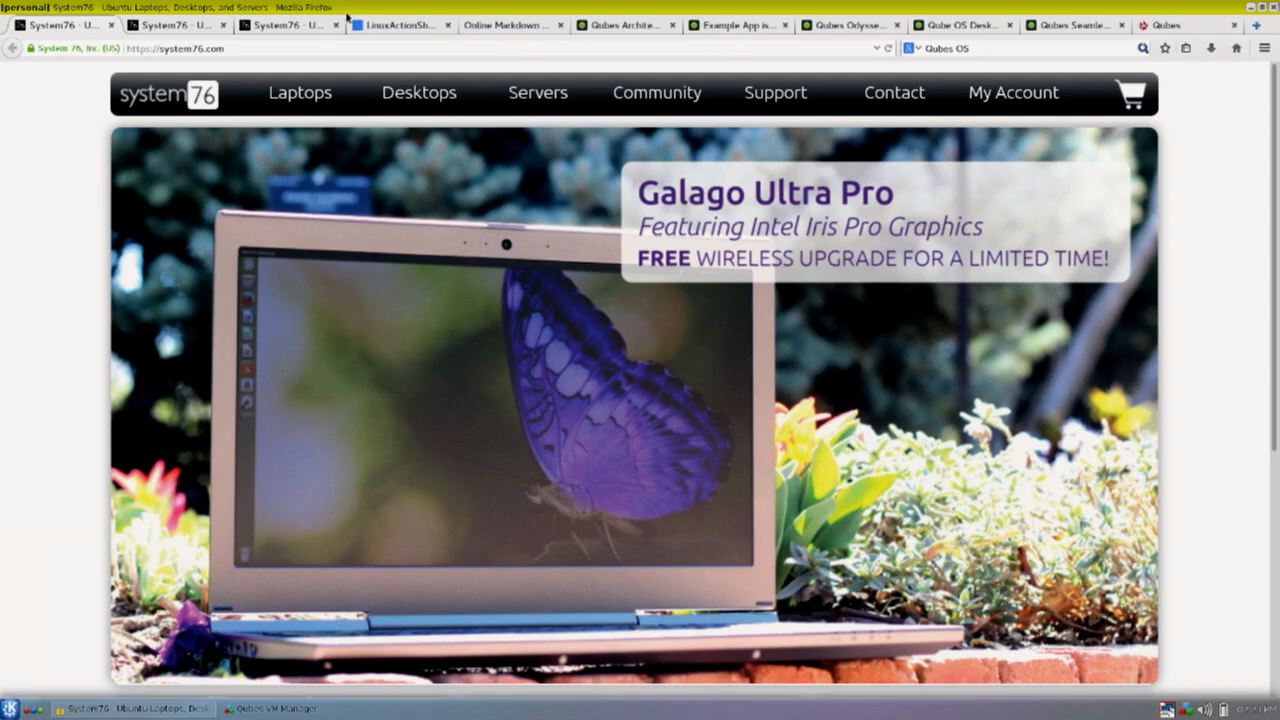 [personal] System76 - Ubuntu Laptops, Desktops, and Servers - Mozilla Firefox
System76 - U... System76 - U... System76 - U... LinuxActionSh... Online Markdown ... Qubes Archite... Example App is... Qubes Odysse... Qube OS Desk... Qubes Seamle... Qubes
System 76, Inc. (US) https://system76.com Qubes OS
system76 Laptops Desktops Servers Community Support Contact My Account
Galago Ultra Pro
Featuring Intel Iris Pro Graphics
FREE WIRELESS UPGRADE FOR A LIMITED TIME!
System76 - Ubuntu Laptops, Desk Qubes VM Manager